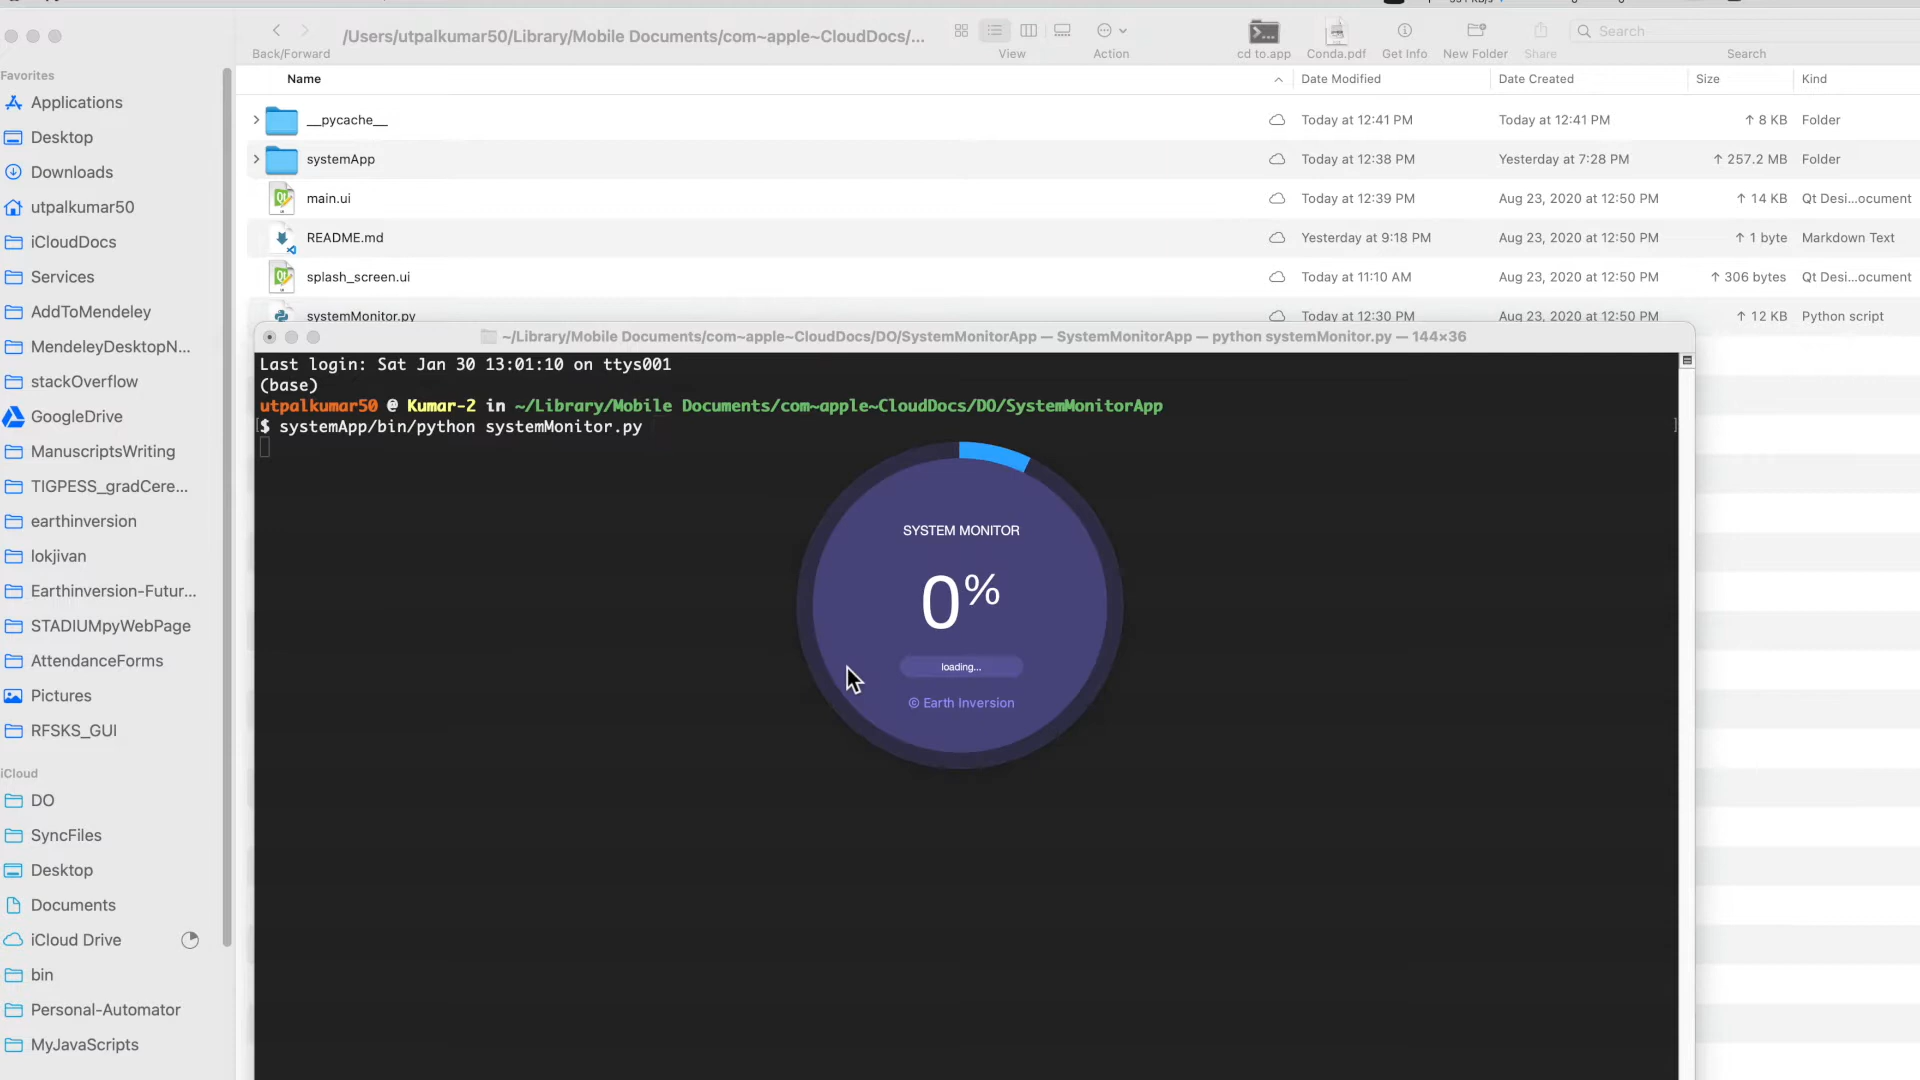 /Users/utpalkumar50/Library/Mobile Documents/com~apple~CloudDocs/...
Back/Forward
View
Action
cd to.app
Conda.pdf
Get Info
New Folder
Share
Search
Search
Favorites
Applications
Desktop
Downloads
utpalkumar50
iCloudDocs
Services
AddToMendeley
MendeleyDesktopN...
stackOverflow
GoogleDrive
ManuscriptsWriting
TIGPESS_gradCere...
earthinversion
lokjivan
Earthinversion-Futur...
STADIUMpyWebPage
AttendanceForms
Pictures
RFSKS_GUI
iCloud
DO
SyncFiles
Desktop
Documents
iCloud Drive
bin
Personal-Automator
MyJavaScripts
Name Date Modified Date Created Size Kind
__pycache__ Today at 12:41 PM Today at 12:41 PM ↑ 8 KB Folder
systemApp Today at 12:38 PM Yesterday at 7:28 PM ↑ 257.2 MB Folder
main.ui Today at 12:39 PM Aug 23, 2020 at 12:50 PM ↑ 14 KB Qt Desi...ocument
README.md Yesterday at 9:18 PM Aug 23, 2020 at 12:50 PM ↑ 1 byte Markdown Text
splash_screen.ui Today at 11:10 AM Aug 23, 2020 at 12:50 PM ↑ 306 bytes Qt Desi...ocument
systemMonitor.py Today at 12:30 PM Aug 23, 2020 at 12:50 PM ↑ 12 KB Python script
~/Library/Mobile Documents/com~apple~CloudDocs/DO/SystemMonitorApp — SystemMonitorApp — python systemMonitor.py — 144×36
Last login: Sat Jan 30 13:01:10 on ttys001
(base)
utpalkumar50 @ Kumar-2 in ~/Library/Mobile Documents/com~apple~CloudDocs/DO/SystemMonitorApp
[$ systemApp/bin/python systemMonitor.py ]
SYSTEM MONITOR
0%
loading...
© Earth Inversion